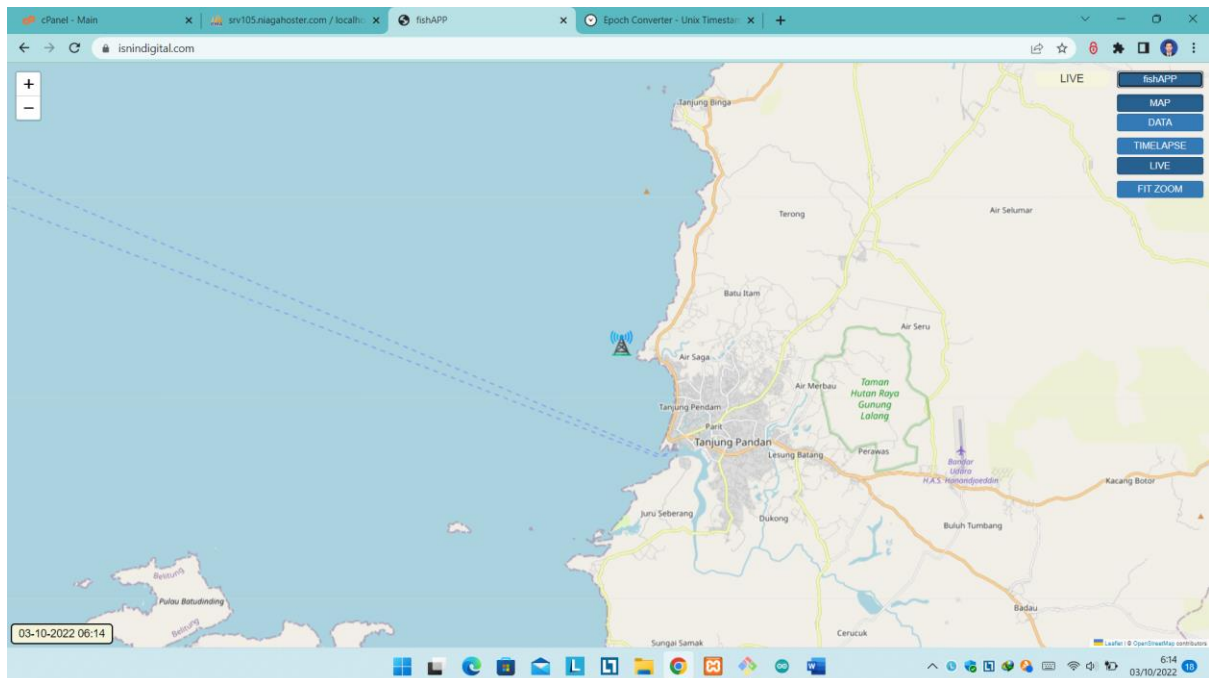 cPanel - Main
srv105.niagahoster.com / localho
fishAPP
Epoch Converter - Unix Timestam
isnindigital.com
+
−
LIVE
fishAPP
MAP
DATA
TIMELAPSE
LIVE
FIT ZOOM
Tanjung Binga
Terong
Air Selumar
Batu Itam
Air Seru
Air Saga
Air Merbau
Taman
Hutan Raya
Gunung
Lalang
Tanjung Pendam
Parit
Tanjung Pandan
Lesung Batang
Perawas
Bandar
Udara
H.A.S. Hanandjoeddin
Kacang Botor
Juru Seberang
Dukong
Buluh Tumbang
Belitung
Pulau Batudinding
Belitung
Badau
Cerucuk
Sungai Samak
03-10-2022 06:14
Leaflet | © OpenStreetMap contributors
6:14
03/10/2022
18